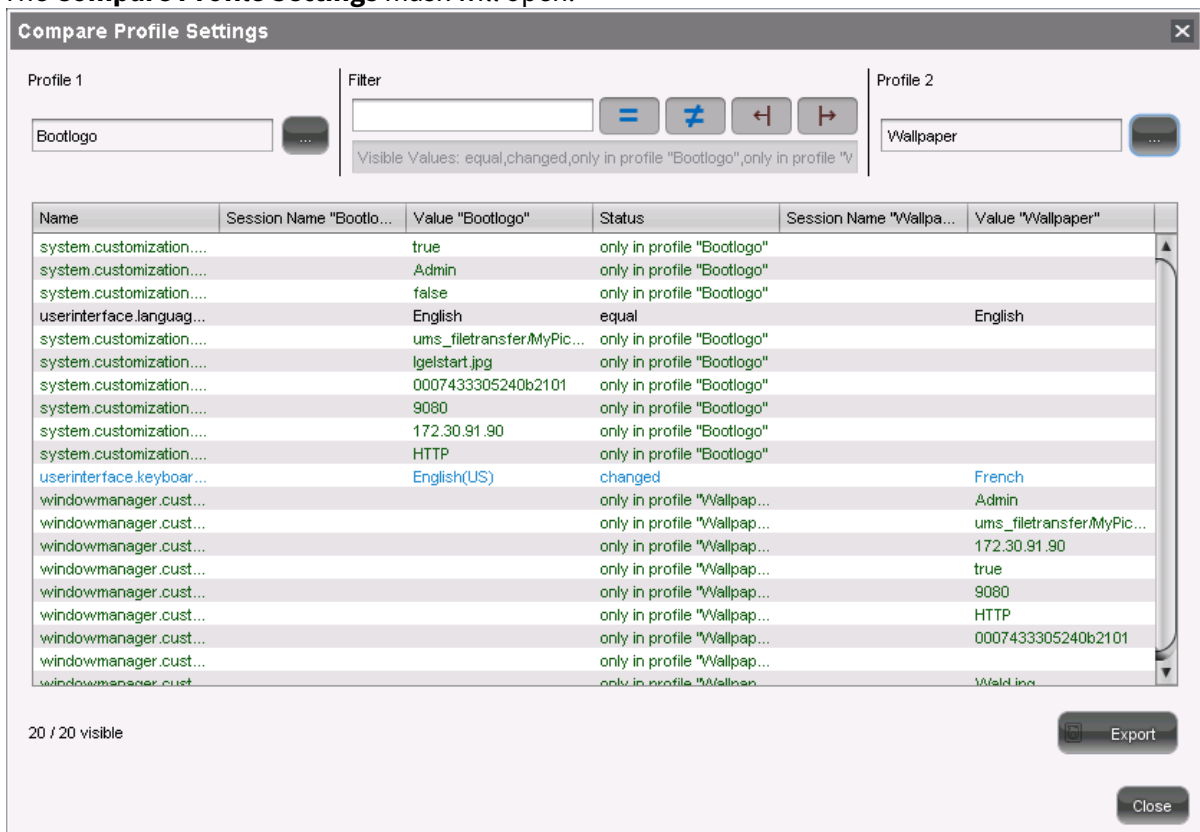 Compare Profile Settings
Profile 1
Filter
Profile 2
Bootlogo
...
Wallpaper
...
Visible Values: equal,changed,only in profile "Bootlogo",only in profile "W
Name Session Name "Bootlo... Value "Bootlogo" Status Session Name "Wallpa... Value "Wallpaper"
system.customization.... true only in profile "Bootlogo"
system.customization.... Admin only in profile "Bootlogo"
system.customization.... false only in profile "Bootlogo"
userinterface.languag... English equal English
system.customization.... ums_filetransfer/MyPic... only in profile "Bootlogo"
system.customization.... Igelstart.jpg only in profile "Bootlogo"
system.customization.... 0007433305240b2101 only in profile "Bootlogo"
system.customization.... 9080 only in profile "Bootlogo"
system.customization.... 172.30.91.90 only in profile "Bootlogo"
system.customization.... HTTP only in profile "Bootlogo"
userinterface.keyboar... English(US) changed French
windowmanager.cust... only in profile "Wallpap... Admin
windowmanager.cust... only in profile "Wallpap... ums_filetransfer/MyPic...
windowmanager.cust... only in profile "Wallpap... 172.30.91.90
windowmanager.cust... only in profile "Wallpap... true
windowmanager.cust... only in profile "Wallpap... 9080
windowmanager.cust... only in profile "Wallpap... HTTP
windowmanager.cust... only in profile "Wallpap... 0007433305240b2101
windowmanager.cust... only in profile "Wallpap...
windowmanager.cust... only in profile "Wallpap... Wald.jpg
20 / 20 visible
Export
Close